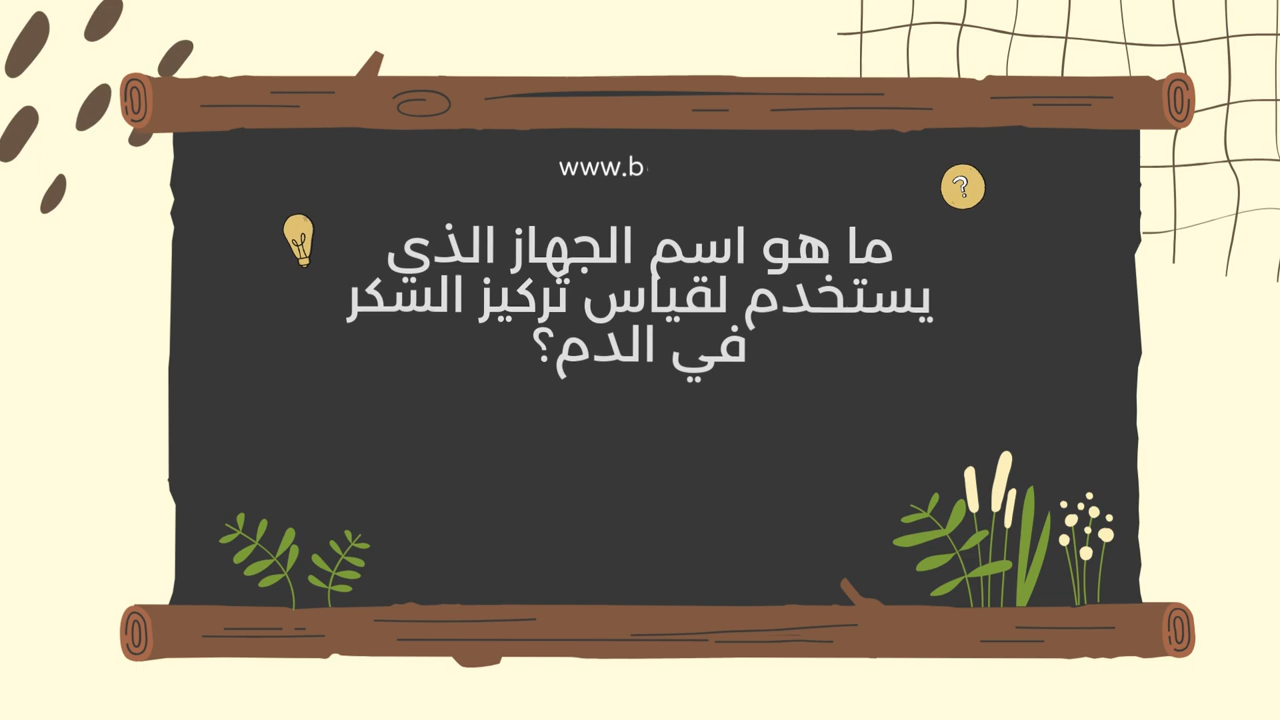 www.b
ما هو اسم الجهاز الذي
يستخدم لقياس تركيز السكر
في الدم؟
?